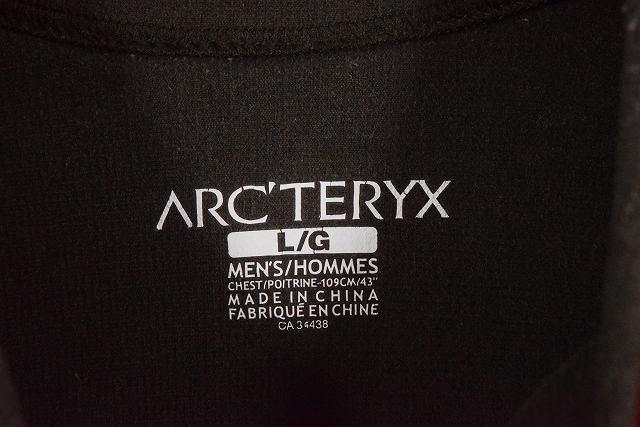 ARC'TERYX
L/G
MEN'S/HOMMES
CHEST/POITRINE-109CM/43"
MADE IN CHINA
FABRIQUÉ EN CHINE
CA 34438